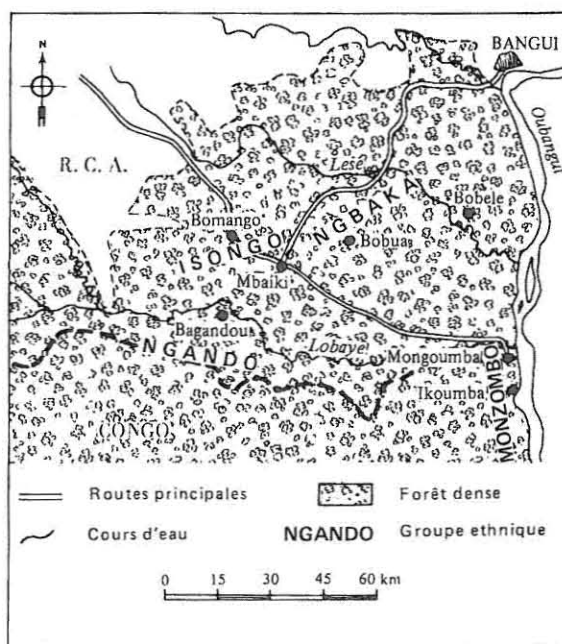 N
BANGUI
Oubangui
R.C.A.
Lesé
Bobele
Bomango
NGBAKA
ISONGO
Bobua
Mbaiki
Bagandou
Lobaye
NGANDO
Mongoumba
MONZOMBO
Ikoumba
CONGO
Routes principales
Forêt dense
Cours d'eau
NGANDO
Groupe ethnique
0 15 30 45 60 km